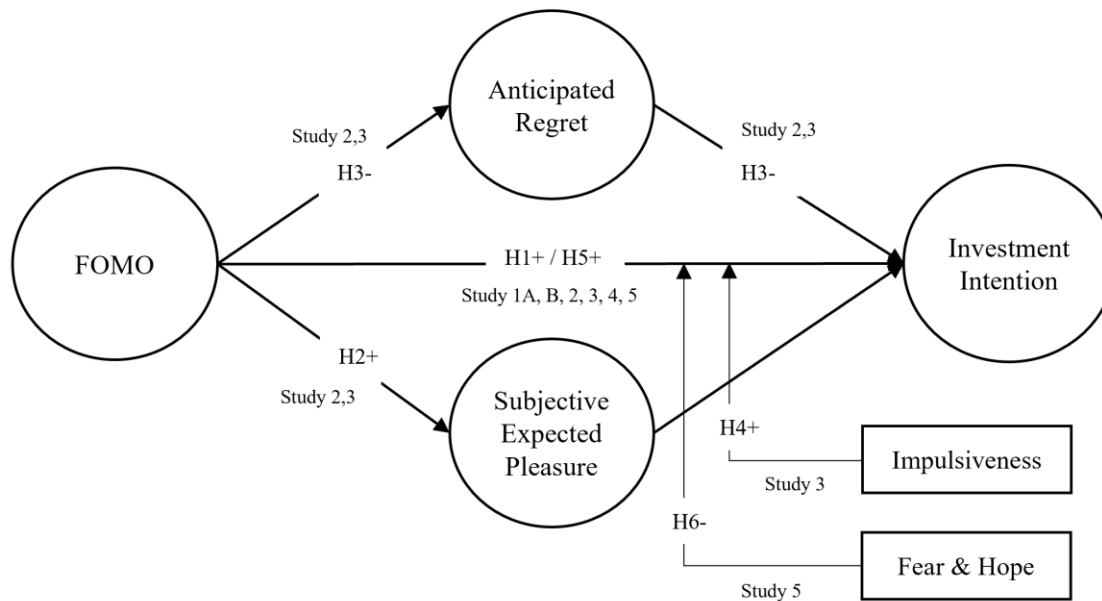 Anticipated
Regret
Study 2,3
H3-
Study 2,3
H3-
FOMO
H1+ / H5+
Study 1A, B, 2, 3, 4, 5
Investment
Intention
H2+
Study 2,3
Subjective
Expected
Pleasure
H4+
Study 3
Impulsiveness
H6-
Study 5
Fear & Hope